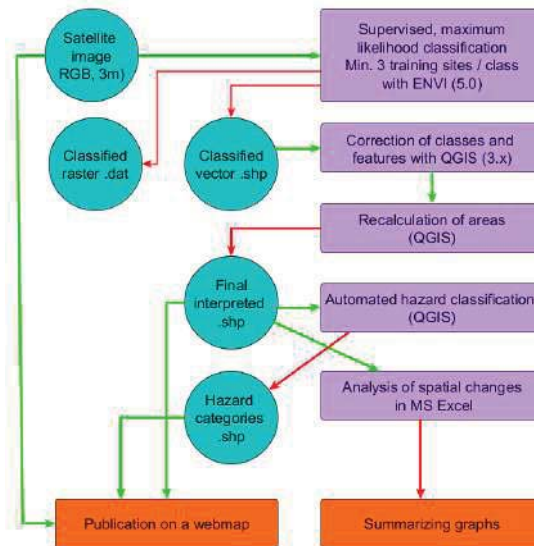 Satellite
image
RGB, 3m)
Supervised, maximum
likelihood classification
Min. 3 training sites / class
with ENVI (5.0)
Classified
raster .dat
Classified
vector .shp
Correction of classes and
features with QGIS (3.x)
Recalculation of areas
(QGIS)
Final
interpreted
.shp
Automated hazard classification
(QGIS)
Hazard
categories
.shp
Analysis of spatial changes
in MS Excel
Publication on a webmap
Summarizing graphs